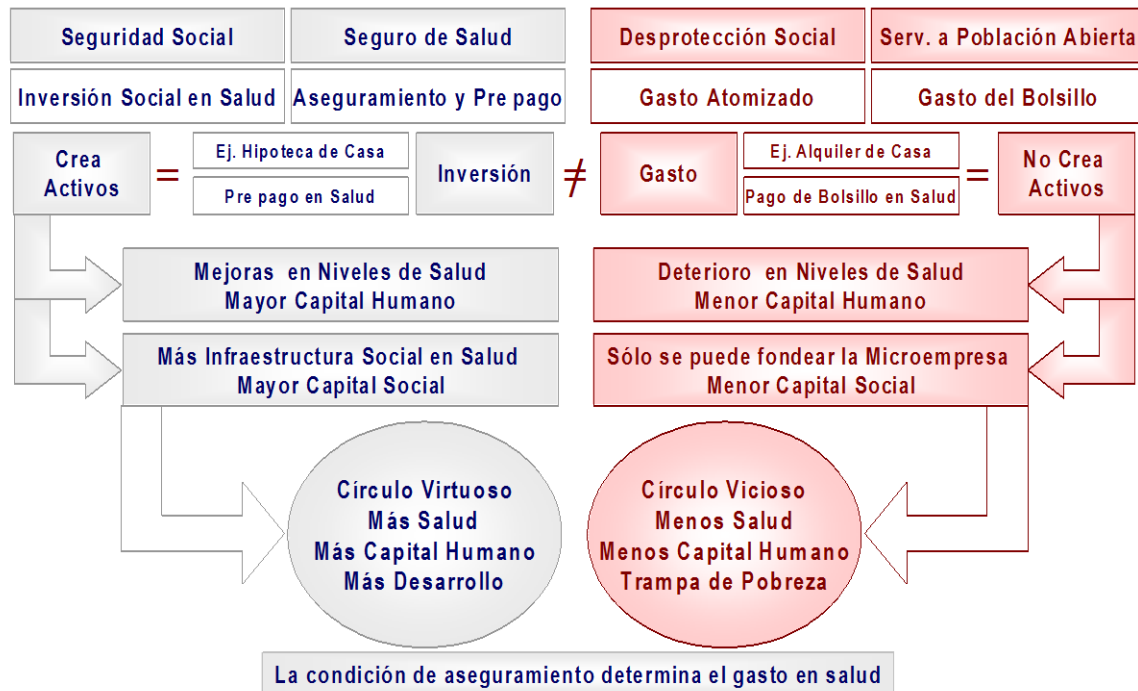 Seguridad Social
Seguro de Salud
Desprotección Social
Serv. a Población Abierta
Inversión Social en Salud
Aseguramiento y Pre pago
Gasto Atomizado
Gasto del Bolsillo
Crea
Activos
=
Ej. Hipoteca de Casa
Pre pago en Salud
Inversión
≠
Gasto
Ej. Alquiler de Casa
Pago de Bolsillo en Salud
=
No Crea
Activos
Mejoras en Niveles de Salud
Mayor Capital Humano
Deterioro en Niveles de Salud
Menor Capital Humano
Más Infraestructura Social en Salud
Mayor Capital Social
Sólo se puede fondear la Microempresa
Menor Capital Social
Círculo Virtuoso
Más Salud
Más Capital Humano
Más Desarrollo
Círculo Vicioso
Menos Salud
Menos Capital Humano
Trampa de Pobreza
La condición de aseguramiento determina el gasto en salud